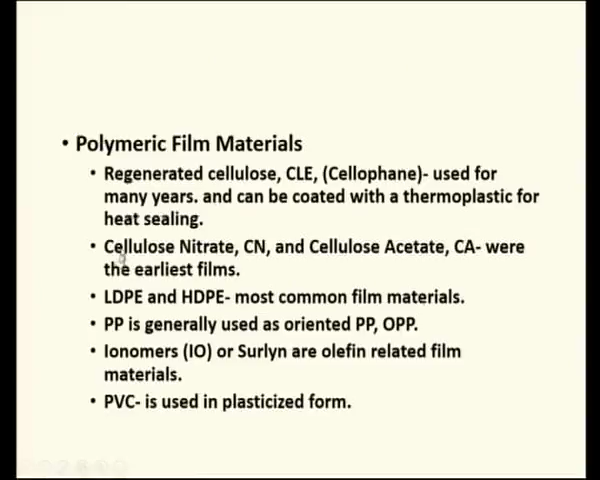 • Polymeric Film Materials
• Regenerated cellulose, CLE, (Cellophane)- used for
many years. and can be coated with a thermoplastic for
heat sealing.
• Cellulose Nitrate, CN, and Cellulose Acetate, CA- were
the earliest films.
• LDPE and HDPE- most common film materials.
• PP is generally used as oriented PP, OPP.
• Ionomers (IO) or Surlyn are olefin related film
materials.
• PVC- is used in plasticized form.